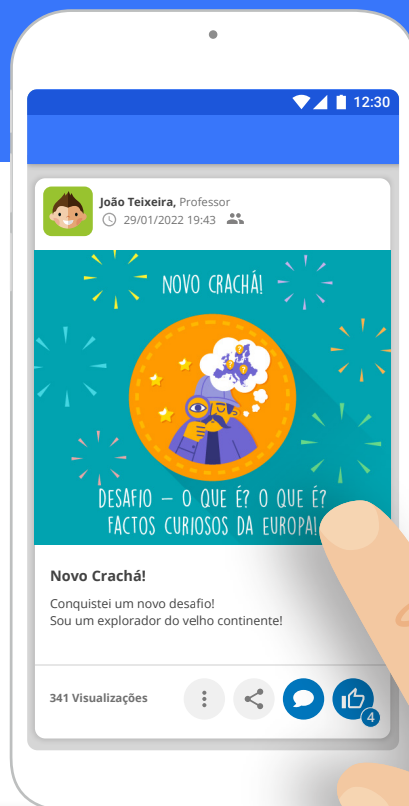 12:30
João Teixeira, Professor
29/01/2022 19:43
NOVO CRACHÁ!
DESAFIO – O QUE É? O QUE É?
FACTOS CURIOSOS DA EUROPA!
Novo Crachá!
Conquistei um novo desafio!
Sou um explorador do velho continente!
341 Visualizações
4